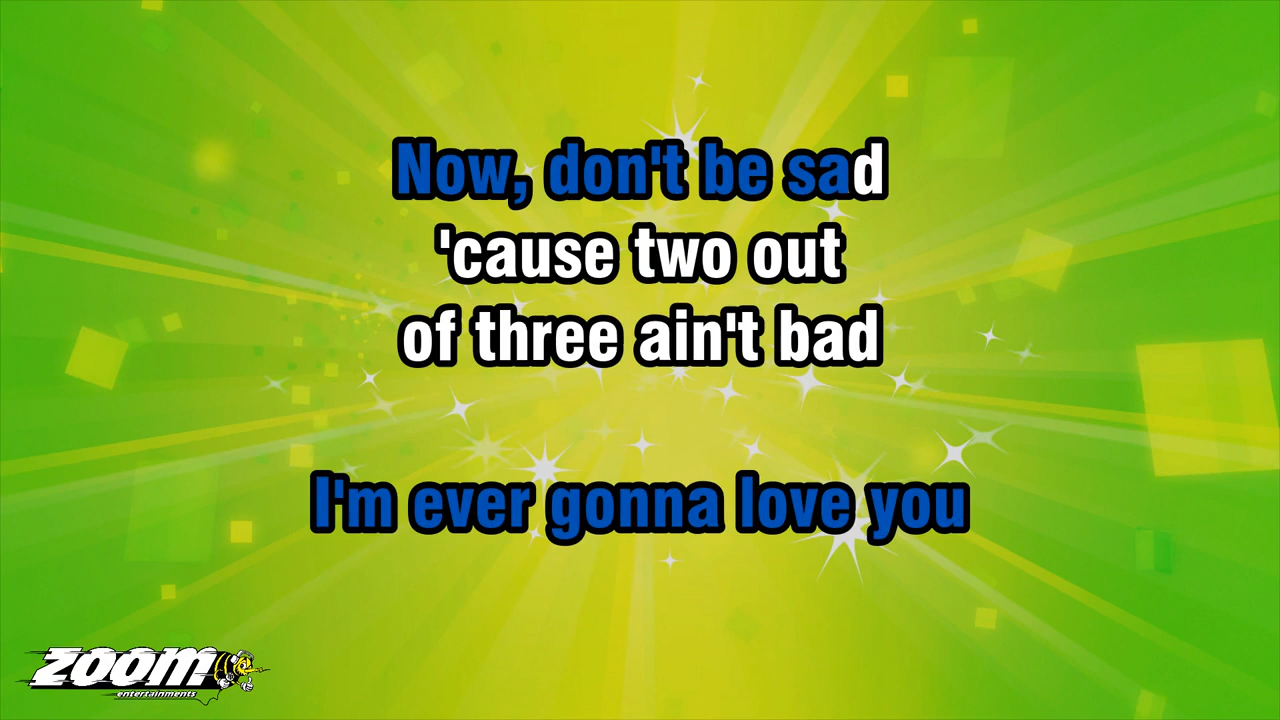 Now, don't be sad
'cause two out
of three ain't bad
I'm ever gonna love you
zoom
entertainments